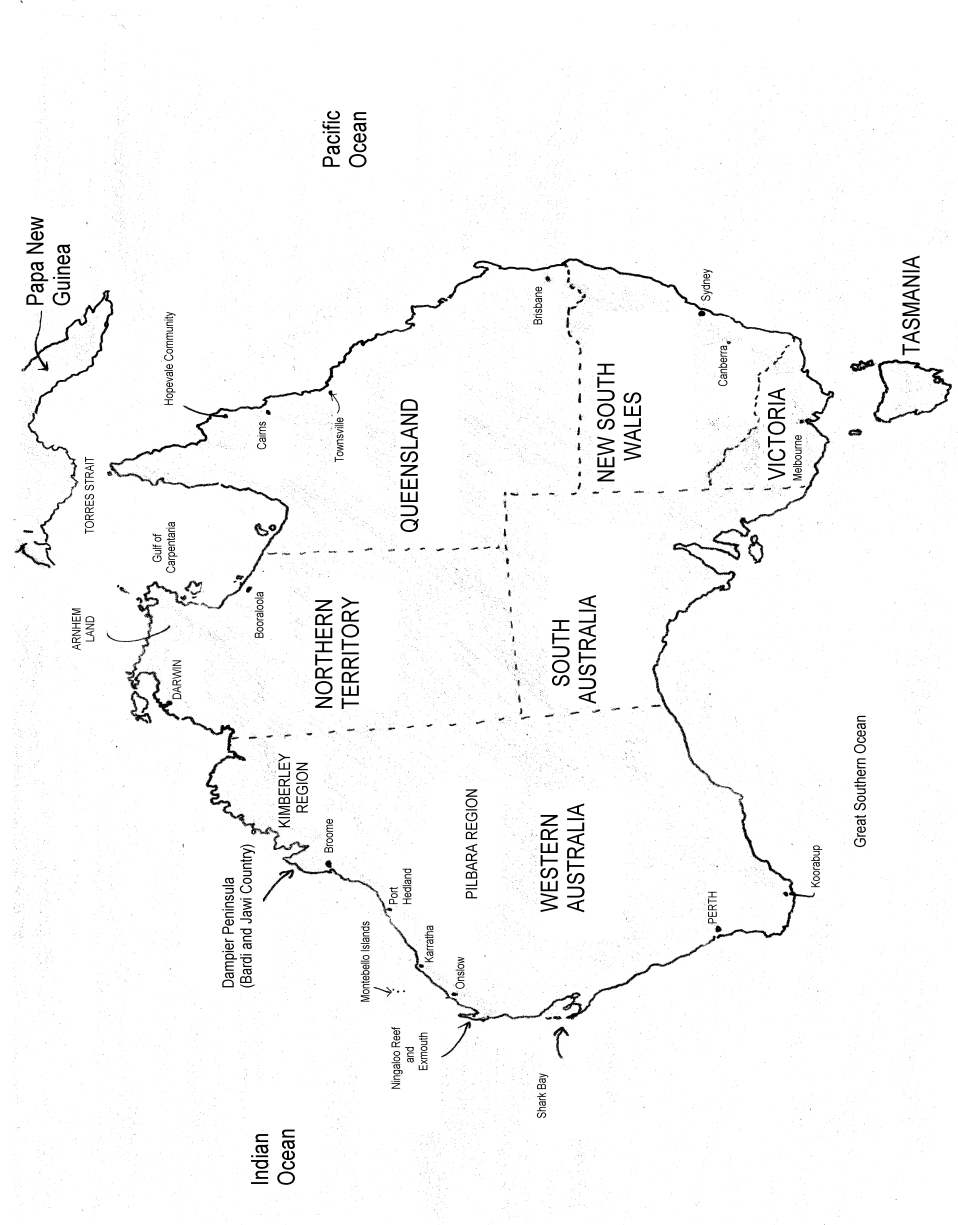 Papa New
Guinea
Pacific
Ocean
TORRES STRAIT
Hopevale Community
Gulf of
Carpentaria
ARNHEM
LAND
DARWIN
Cairns
Booraloola
Townsville
KIMBERLEY
REGION
Broome
Dampier Peninsula
(Bardi and Jawi Country)
NORTHERN
TERRITORY
QUEENSLAND
Port
Hedland
Montebello Islands
Karratha
Onslow
Ningaloo Reef
and
Exmouth
Indian
Ocean
PILBARA REGION
WESTERN
AUSTRALIA
SOUTH
AUSTRALIA
Brisbane
Shark Bay
NEW SOUTH
WALES
Sydney
Canberra
PERTH
VICTORIA
Melbourne
Koorabup
Great Southern Ocean
TASMANIA